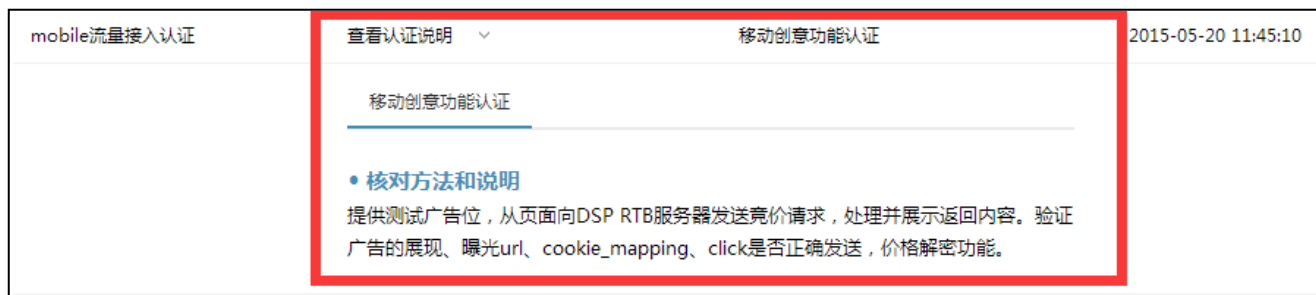 mobile流量接入认证 查看认证说明 移动创意功能认证 2015-05-20 11:45:10
移动创意功能认证
• 核对方法和说明
提供测试广告位，从页面向DSP RTB服务器发送竞价请求，处理并展示返回内容。验证
广告的展现、曝光url、cookie_mapping、click是否正确发送，价格解密功能。